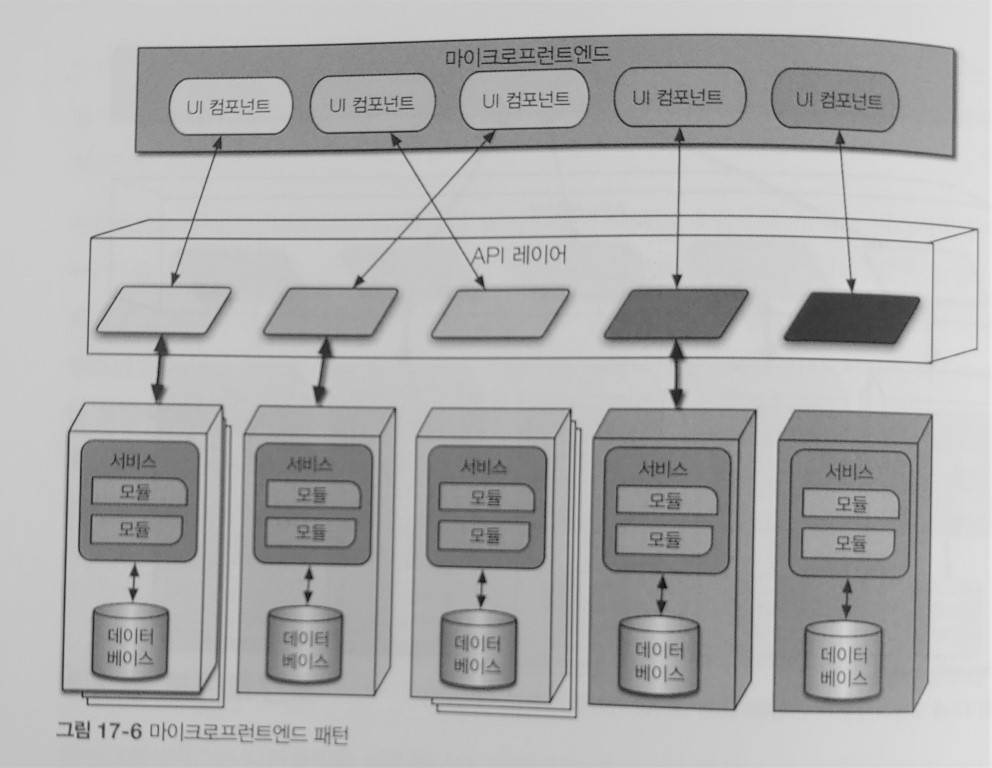 마이크로프런트엔드
UI 컴포넌트
UI 컴포넌트
UI 컴포넌트
UI 컴포넌트
UI 컴포넌트
API 레이어
서비스
모듈
모듈
데이터
베이스
서비스
모듈
모듈
데이터
베이스
서비스
모듈
모듈
데이터
베이스
서비스
모듈
모듈
데이터
베이스
서비스
모듈
모듈
데이터
베이스
그림 17-6 마이크로프런트엔드 패턴